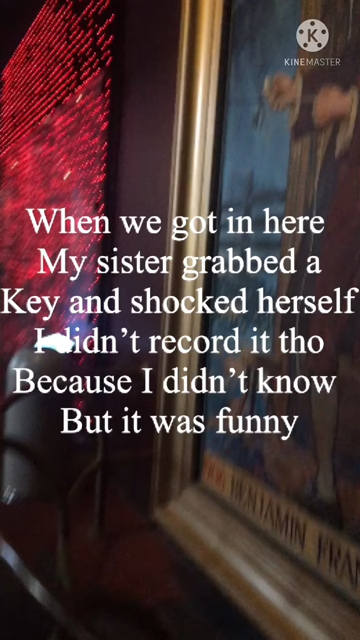 KINEMASTER
When we got in here
My sister grabbed a
Key and shocked herself
I didn't record it tho
Because I didn't know
But it was funny
BENJAMIN FRAN